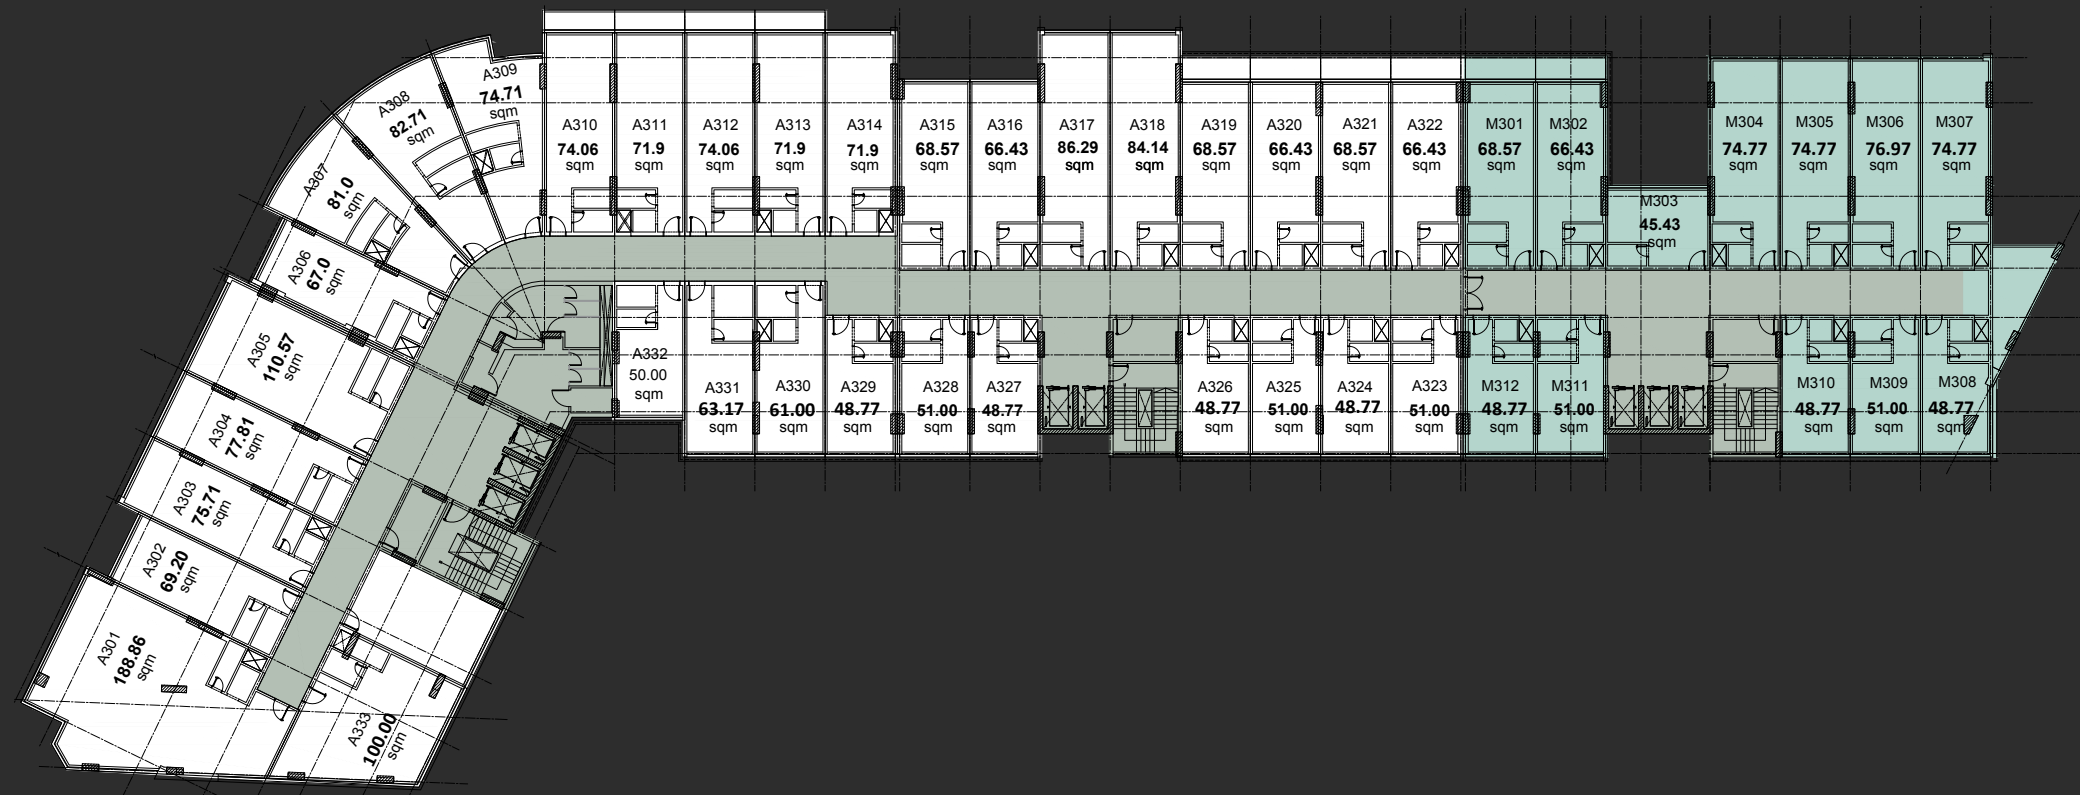 A309
74.71
sqm
A308
82.71
sqm
A307
81.0
sqm
A306
67.0
sqm
A305
110.57
sqm
A304
77.81
sqm
A303
75.71
sqm
A302
69.20
sqm
A301
188.86
sqm
A333
100.00
sqm
A310
74.06
sqm
A311
71.9
sqm
A312
74.06
sqm
A313
71.9
sqm
A314
71.9
sqm
A315
68.57
sqm
A316
66.43
sqm
A317
86.29
sqm
A318
84.14
sqm
A319
68.57
sqm
A320
66.43
sqm
A321
68.57
sqm
A322
66.43
sqm
M301
68.57
sqm
M302
66.43
sqm
M303
45.43
sqm
M304
74.77
sqm
M305
74.77
sqm
M306
76.97
sqm
M307
74.77
sqm
A332
50.00
sqm
A331
63.17
sqm
A330
61.00
sqm
A329
48.77
sqm
A328
51.00
sqm
A327
48.77
sqm
A326
48.77
sqm
A325
51.00
sqm
A324
48.77
sqm
A323
51.00
sqm
M312
48.77
sqm
M311
51.00
sqm
M310
48.77
sqm
M309
51.00
sqm
M308
48.77
sqm